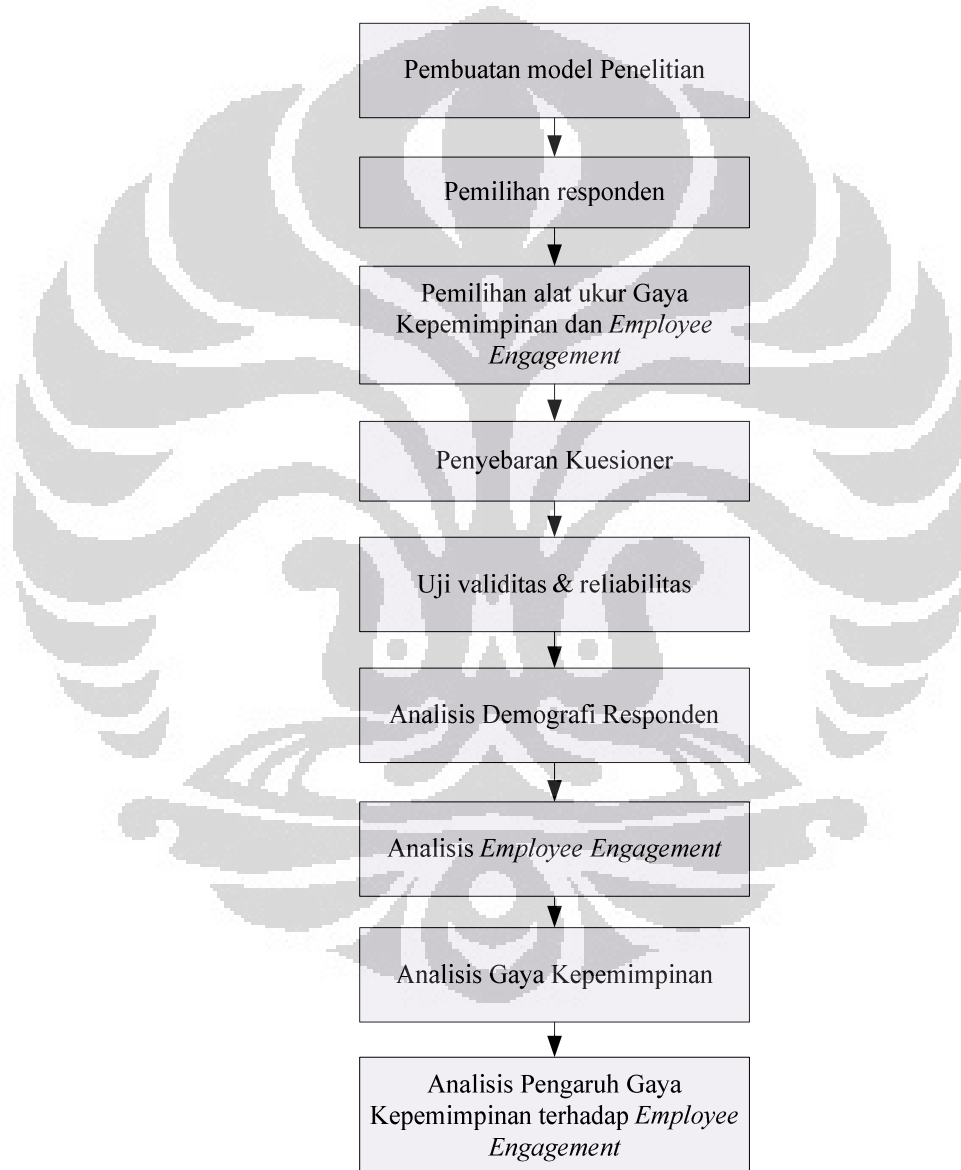 Pembuatan model Penelitian
Pemilihan responden
Pemilihan alat ukur Gaya
Kepemimpinan dan Employee
Engagement
Penyebaran Kuesioner
Uji validitas & reliabilitas
Analisis Demografi Responden
Analisis Employee Engagement
Analisis Gaya Kepemimpinan
Analisis Pengaruh Gaya
Kepemimpinan terhadap Employee
Engagement